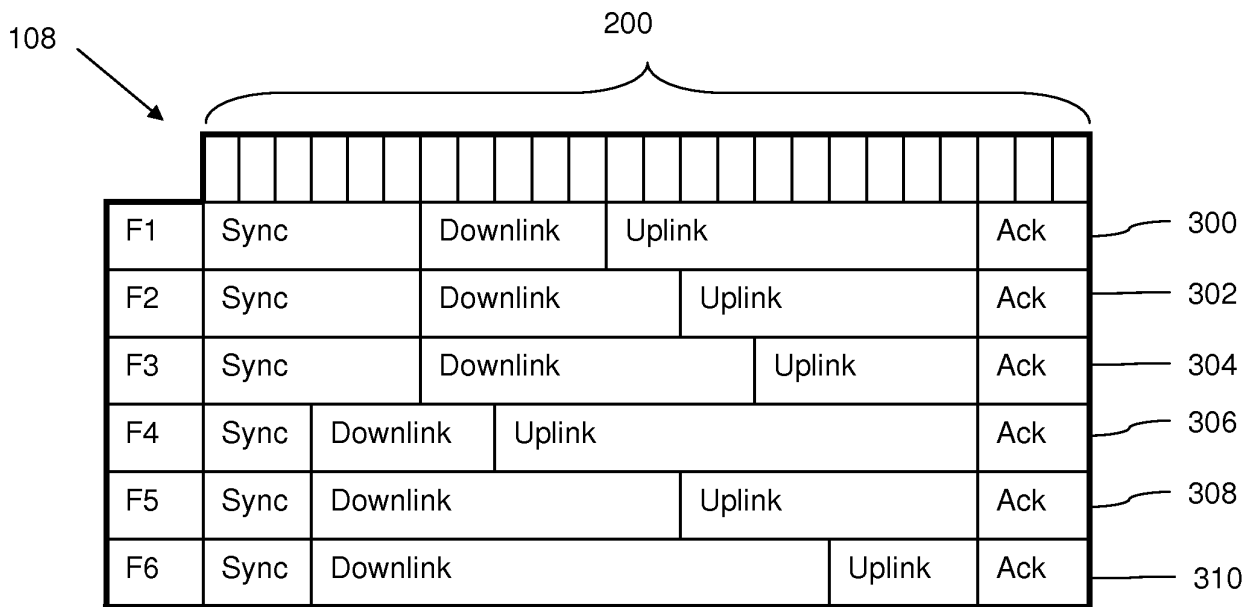 200
108
F1 Sync Downlink Uplink Ack 300
F2 Sync Downlink Uplink Ack 302
F3 Sync Downlink Uplink Ack 304
F4 Sync Downlink Uplink Ack 306
F5 Sync Downlink Uplink Ack 308
F6 Sync Downlink Uplink Ack 310